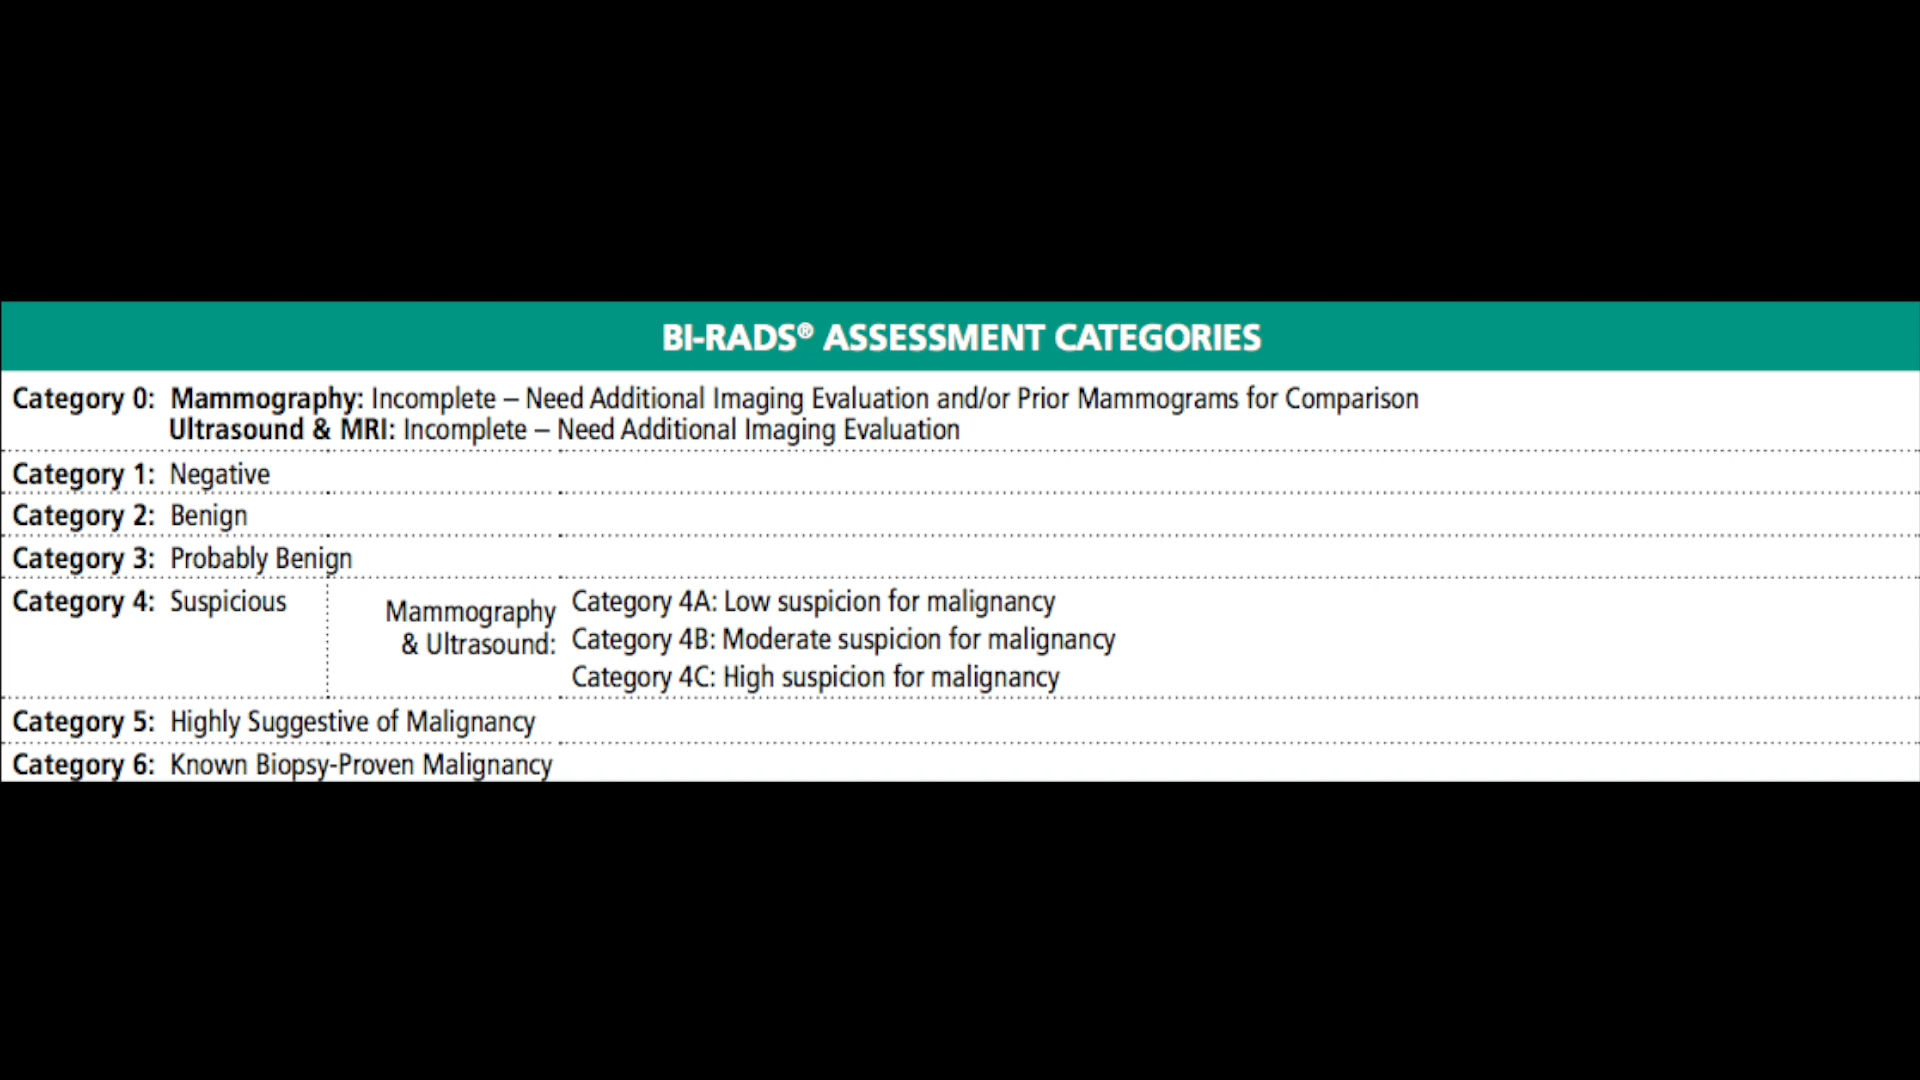 BI-RADS® ASSESSMENT CATEGORIES
Category 0: Mammography: Incomplete – Need Additional Imaging Evaluation and/or Prior Mammograms for Comparison
Ultrasound & MRI: Incomplete – Need Additional Imaging Evaluation
Category 1: Negative
Category 2: Benign
Category 3: Probably Benign
Category 4: Suspicious
Mammography
& Ultrasound:
Category 4A: Low suspicion for malignancy
Category 4B: Moderate suspicion for malignancy
Category 4C: High suspicion for malignancy
Category 5: Highly Suggestive of Malignancy
Category 6: Known Biopsy-Proven Malignancy